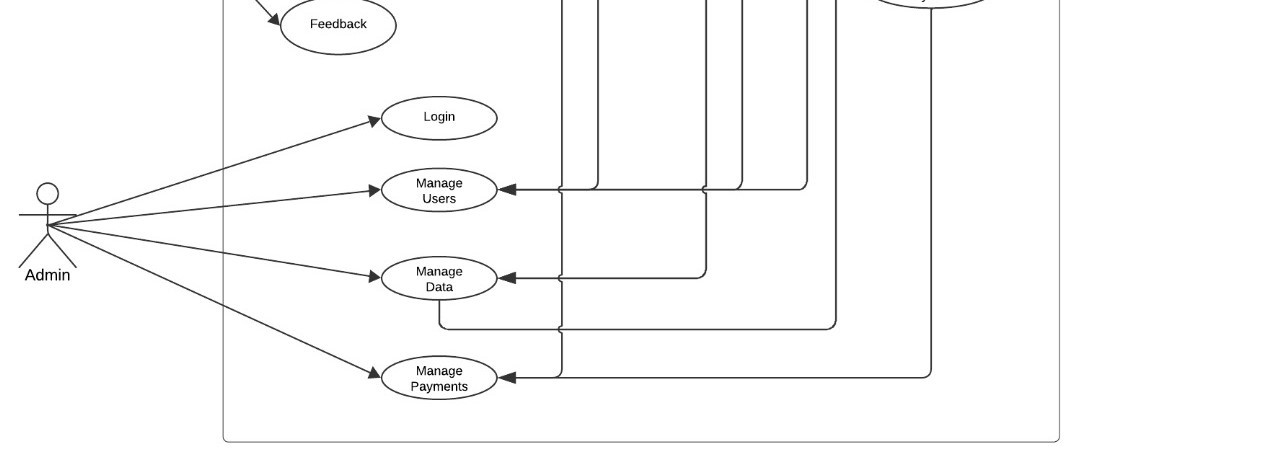 Feedback
Login
Manage
Users
Admin
Manage
Data
Manage
Payments